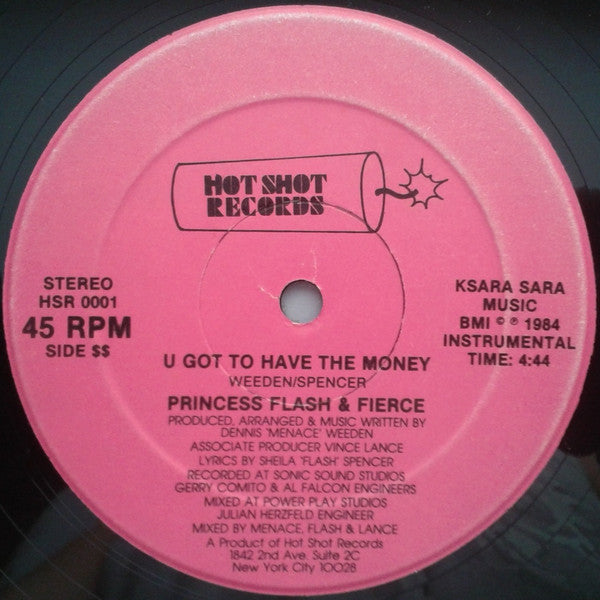 HOT SHOT
RECORDS
STEREO
HSR 0001
45 RPM
SIDE $$
KSARA SARA
MUSIC
BMI © ℗ 1984
INSTRUMENTAL
TIME: 4:44
U GOT TO HAVE THE MONEY
WEEDEN/SPENCER
PRINCESS FLASH & FIERCE
PRODUCED, ARRANGED & MUSIC WRITTEN BY
DENNIS 'MENACE' WEEDEN
ASSOCIATE PRODUCER VINCE LANCE
LYRICS BY SHEILA 'FLASH' SPENCER
RECORDED AT SONIC SOUND STUDIOS
GERRY COMITO & AL FALCON ENGINEERS
MIXED AT POWER PLAY STUDIOS
JULIAN HERZFELD ENGINEER
MIXED BY MENACE, FLASH & LANCE
A Product of Hot Shot Records
1842 2nd Ave. Suite 2C
New York City 10028